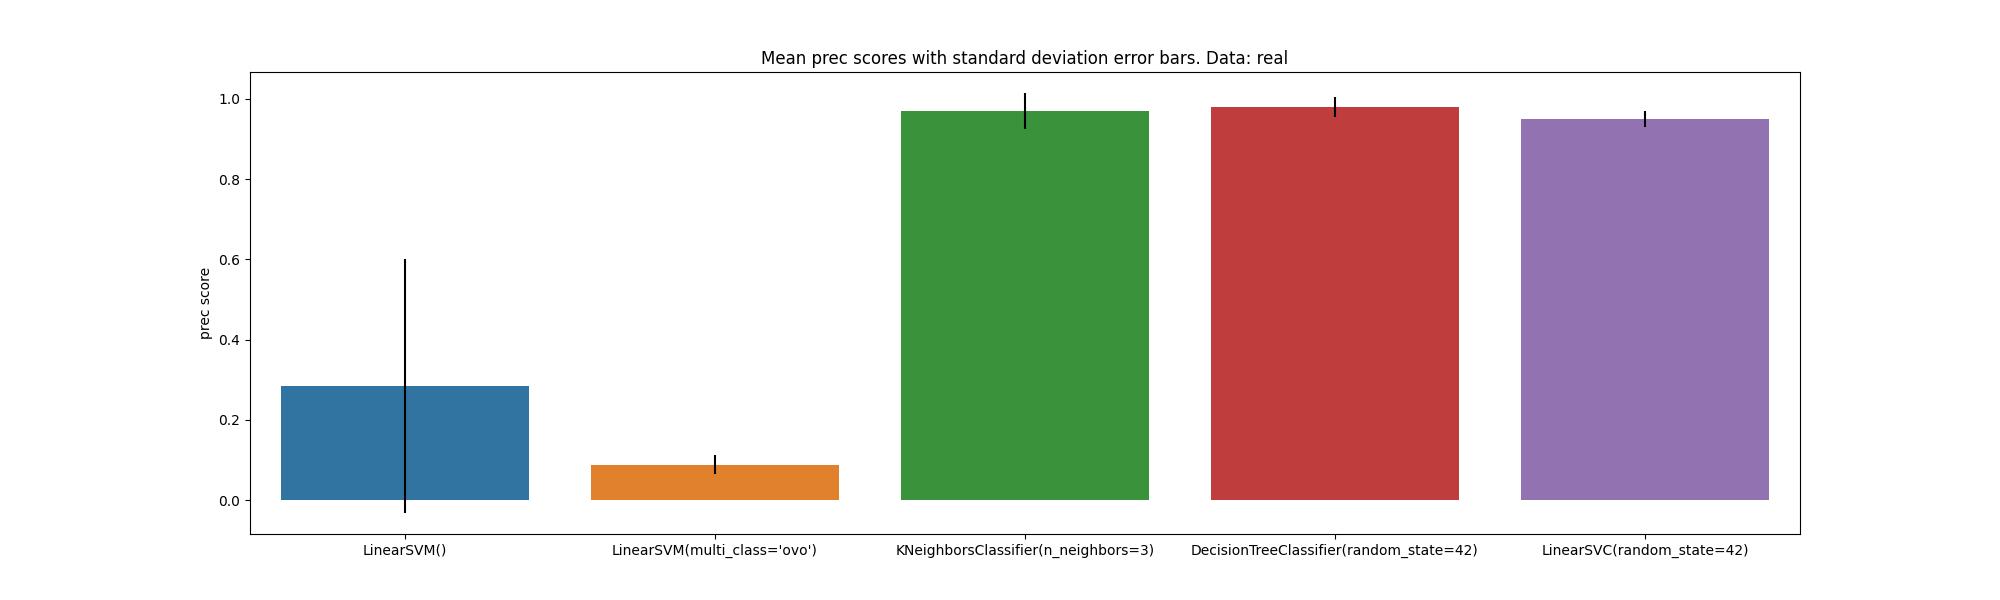 Mean prec scores with standard deviation error bars. Data: real
prec score
1.0
0.8
0.6
0.4
0.2
0.0
LinearSVM()
LinearSVM(multi_class='ovo')
KNeighborsClassifier(n_neighbors=3)
DecisionTreeClassifier(random_state=42)
LinearSVC(random_state=42)